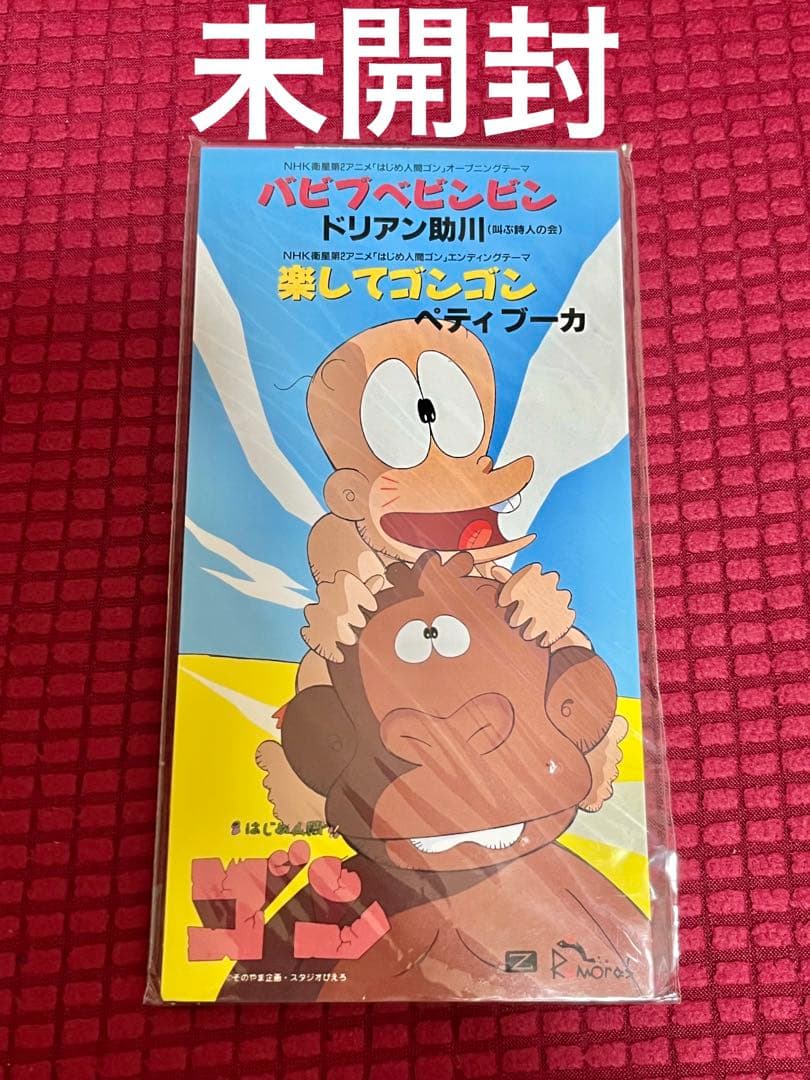 未開封
NHK衛星第2アニメ「はじめ人間ゴン」オープニングテーマ
バビブベビンビン
ドリアン助川(叫ぶ詩人の会)
NHK衛星第2アニメ「はじめ人間ゴン」エンディングテーマ
楽してゴンゴン
ペティ ブーカ
はじめ人間
ゴン
©そのやま企画・スタジオぴえろ
Z
Remoras